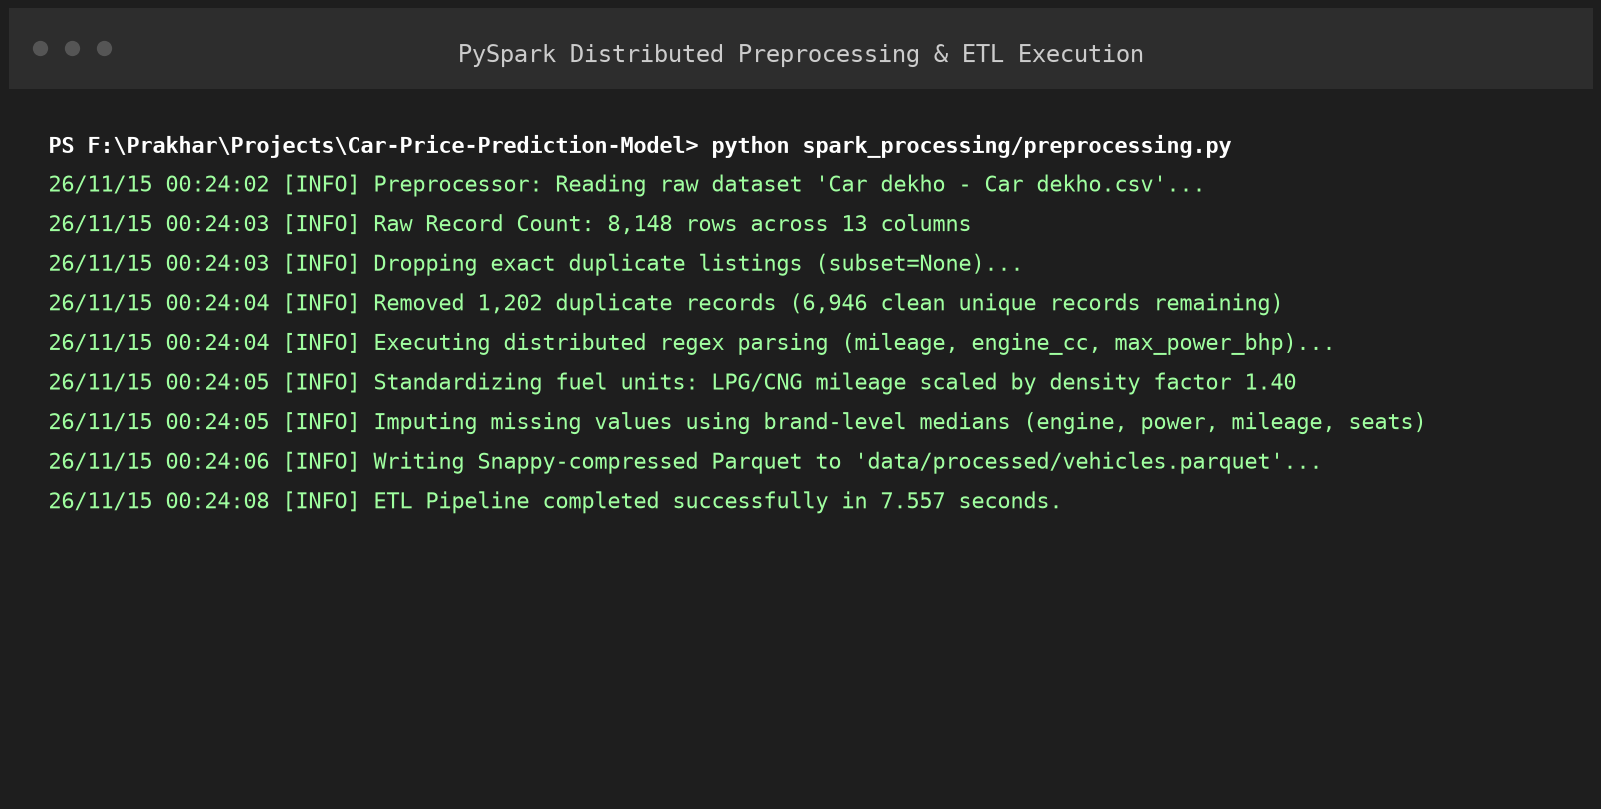 PySpark Distributed Preprocessing & ETL Execution
PS F:\Prakhar\Projects\Car-Price-Prediction-Model> python spark_processing/preprocessing.py
26/11/15 00:24:02 [INFO] Preprocessor: Reading raw dataset 'Car dekho - Car dekho.csv'...
26/11/15 00:24:03 [INFO] Raw Record Count: 8,148 rows across 13 columns
26/11/15 00:24:03 [INFO] Dropping exact duplicate listings (subset=None)...
26/11/15 00:24:04 [INFO] Removed 1,202 duplicate records (6,946 clean unique records remaining)
26/11/15 00:24:04 [INFO] Executing distributed regex parsing (mileage, engine_cc, max_power_bhp)...
26/11/15 00:24:05 [INFO] Standardizing fuel units: LPG/CNG mileage scaled by density factor 1.40
26/11/15 00:24:05 [INFO] Imputing missing values using brand-level medians (engine, power, mileage, seats)
26/11/15 00:24:06 [INFO] Writing Snappy-compressed Parquet to 'data/processed/vehicles.parquet'...
26/11/15 00:24:08 [INFO] ETL Pipeline completed successfully in 7.557 seconds.